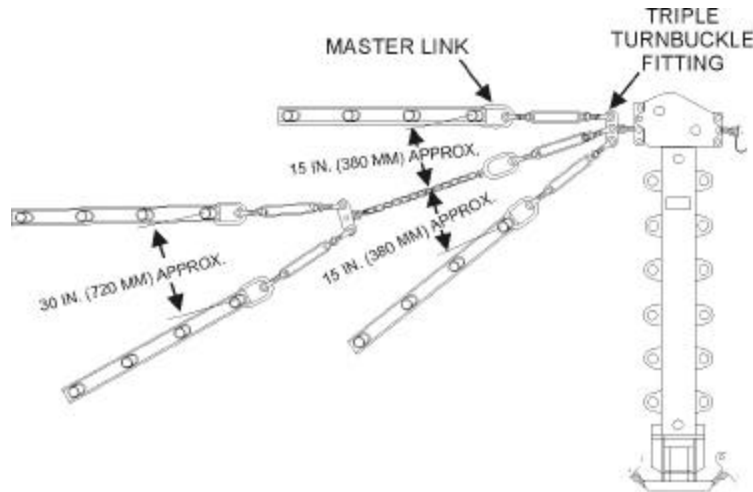 TRIPLE
TURNBUCKLE
FITTING
MASTER LINK
15 IN. (380 MM) APPROX.
15 IN. (380 MM) APPROX.
30 IN. (720 MM) APPROX.